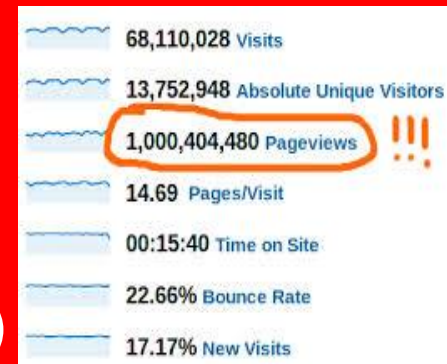 68,110,028 Visits
13,752,948 Absolute Unique Visitors
1,000,404,480 Pageviews !!!
14.69 Pages/Visit
00:15:40 Time on Site
22.66% Bounce Rate
17.17% New Visits